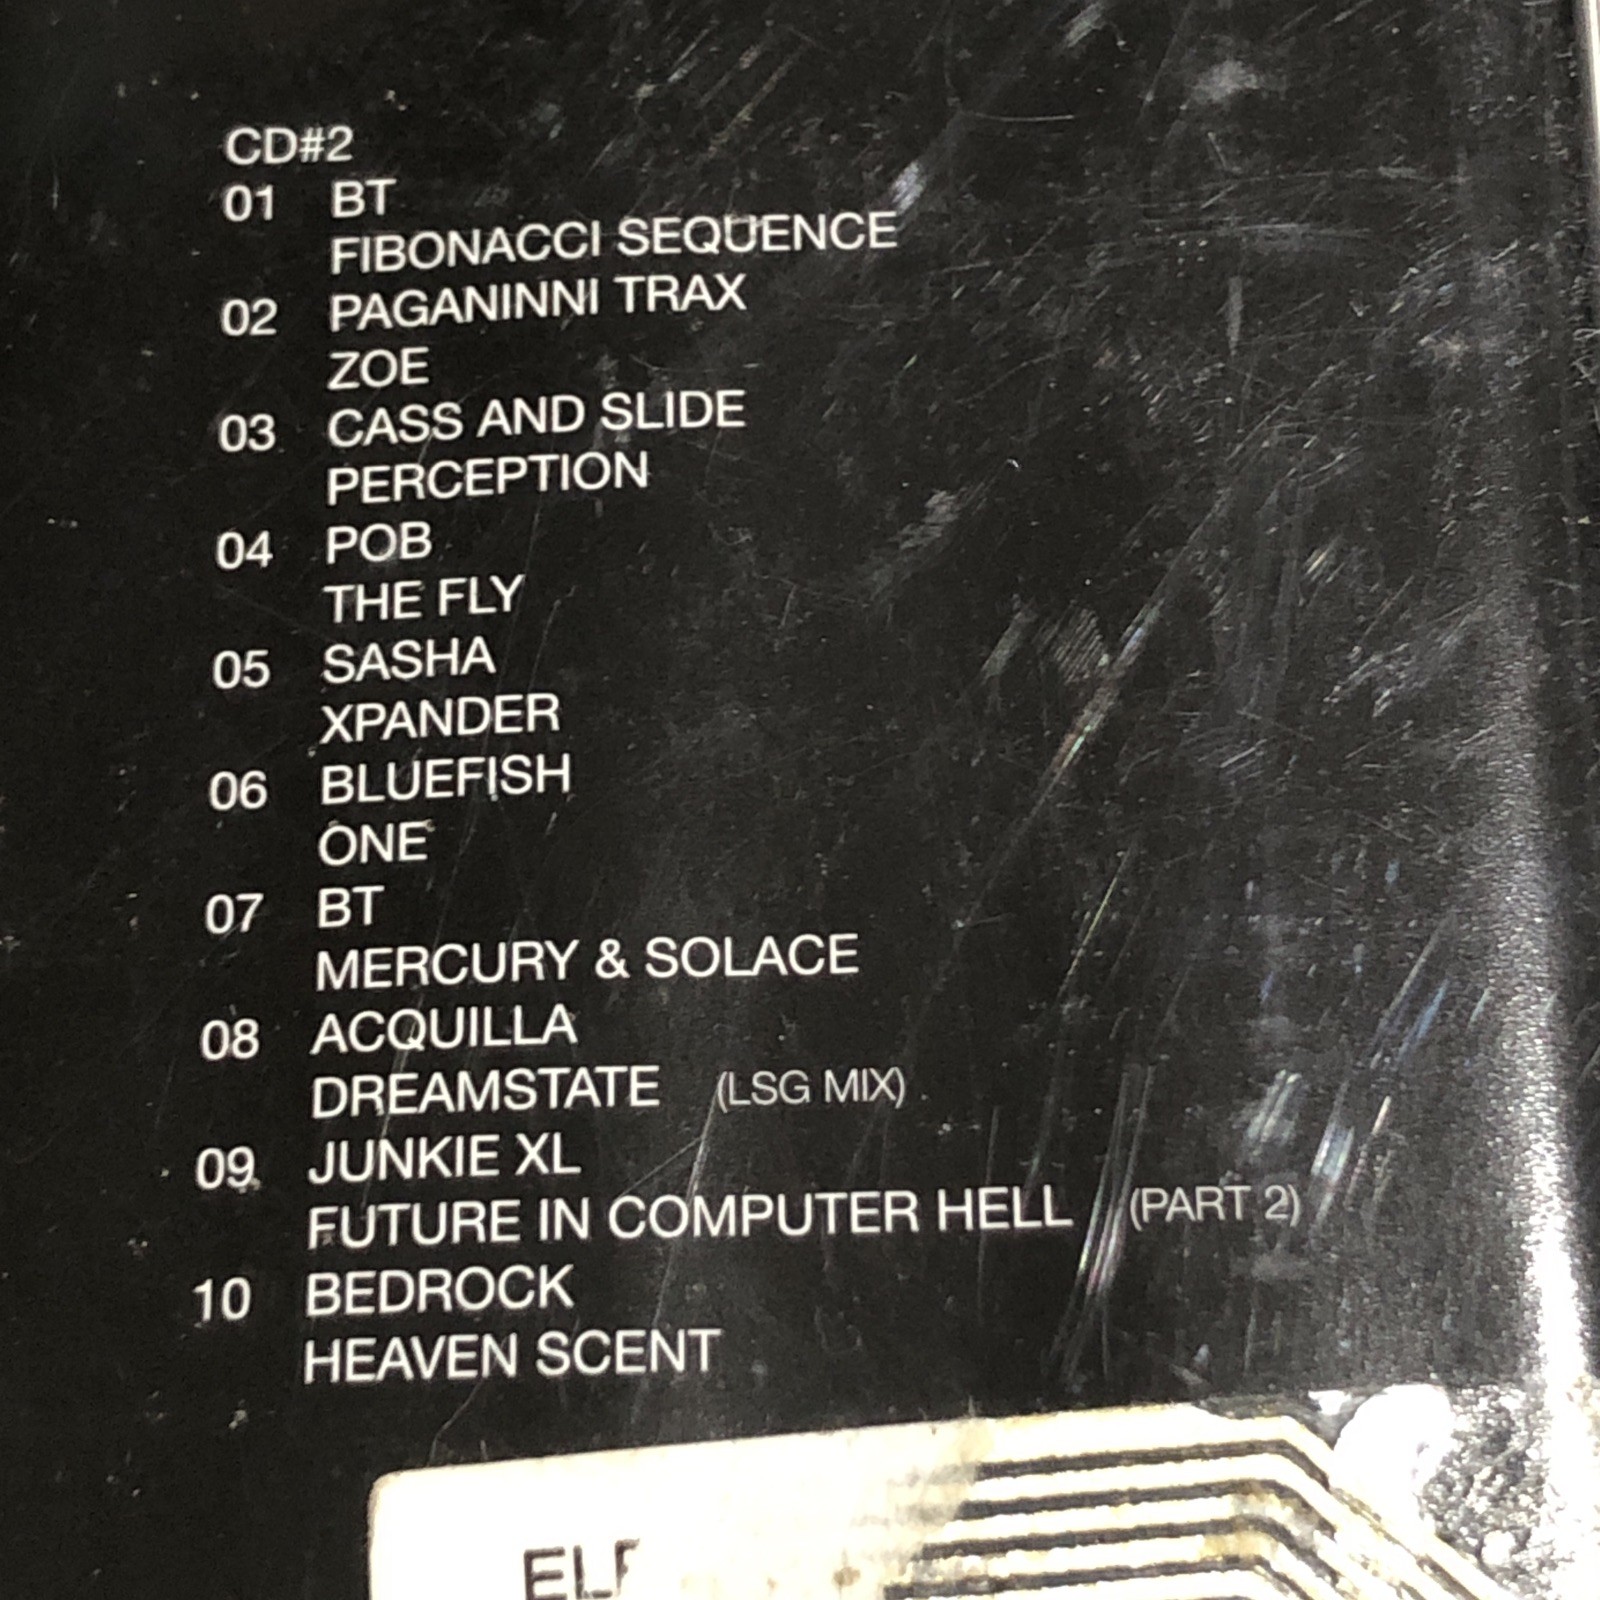 CD#2
01 BT
FIBONACCI SEQUENCE
02 PAGANINNI TRAX
ZOE
03 CASS AND SLIDE
PERCEPTION
04 POB
THE FLY
05 SASHA
XPANDER
06 BLUEFISH
ONE
07 BT
MERCURY & SOLACE
08 ACQUILLA
DREAMSTATE (LSG MIX)
09 JUNKIE XL
FUTURE IN COMPUTER HELL (PART 2)
10 BEDROCK
HEAVEN SCENT